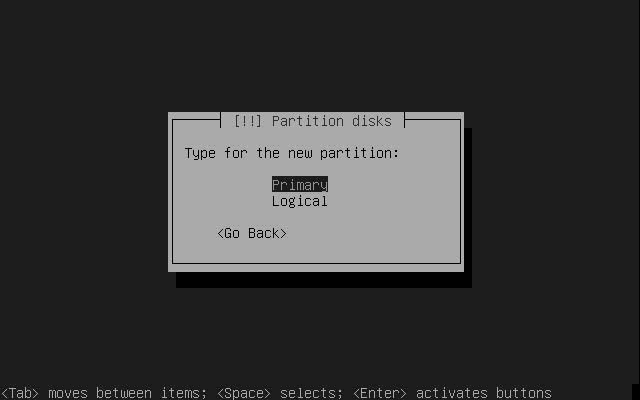 [!!] Partition disks
Type for the new partition:
Primary
Logical
<Go Back>
<Tab> moves between items; <Space> selects; <Enter> activates buttons